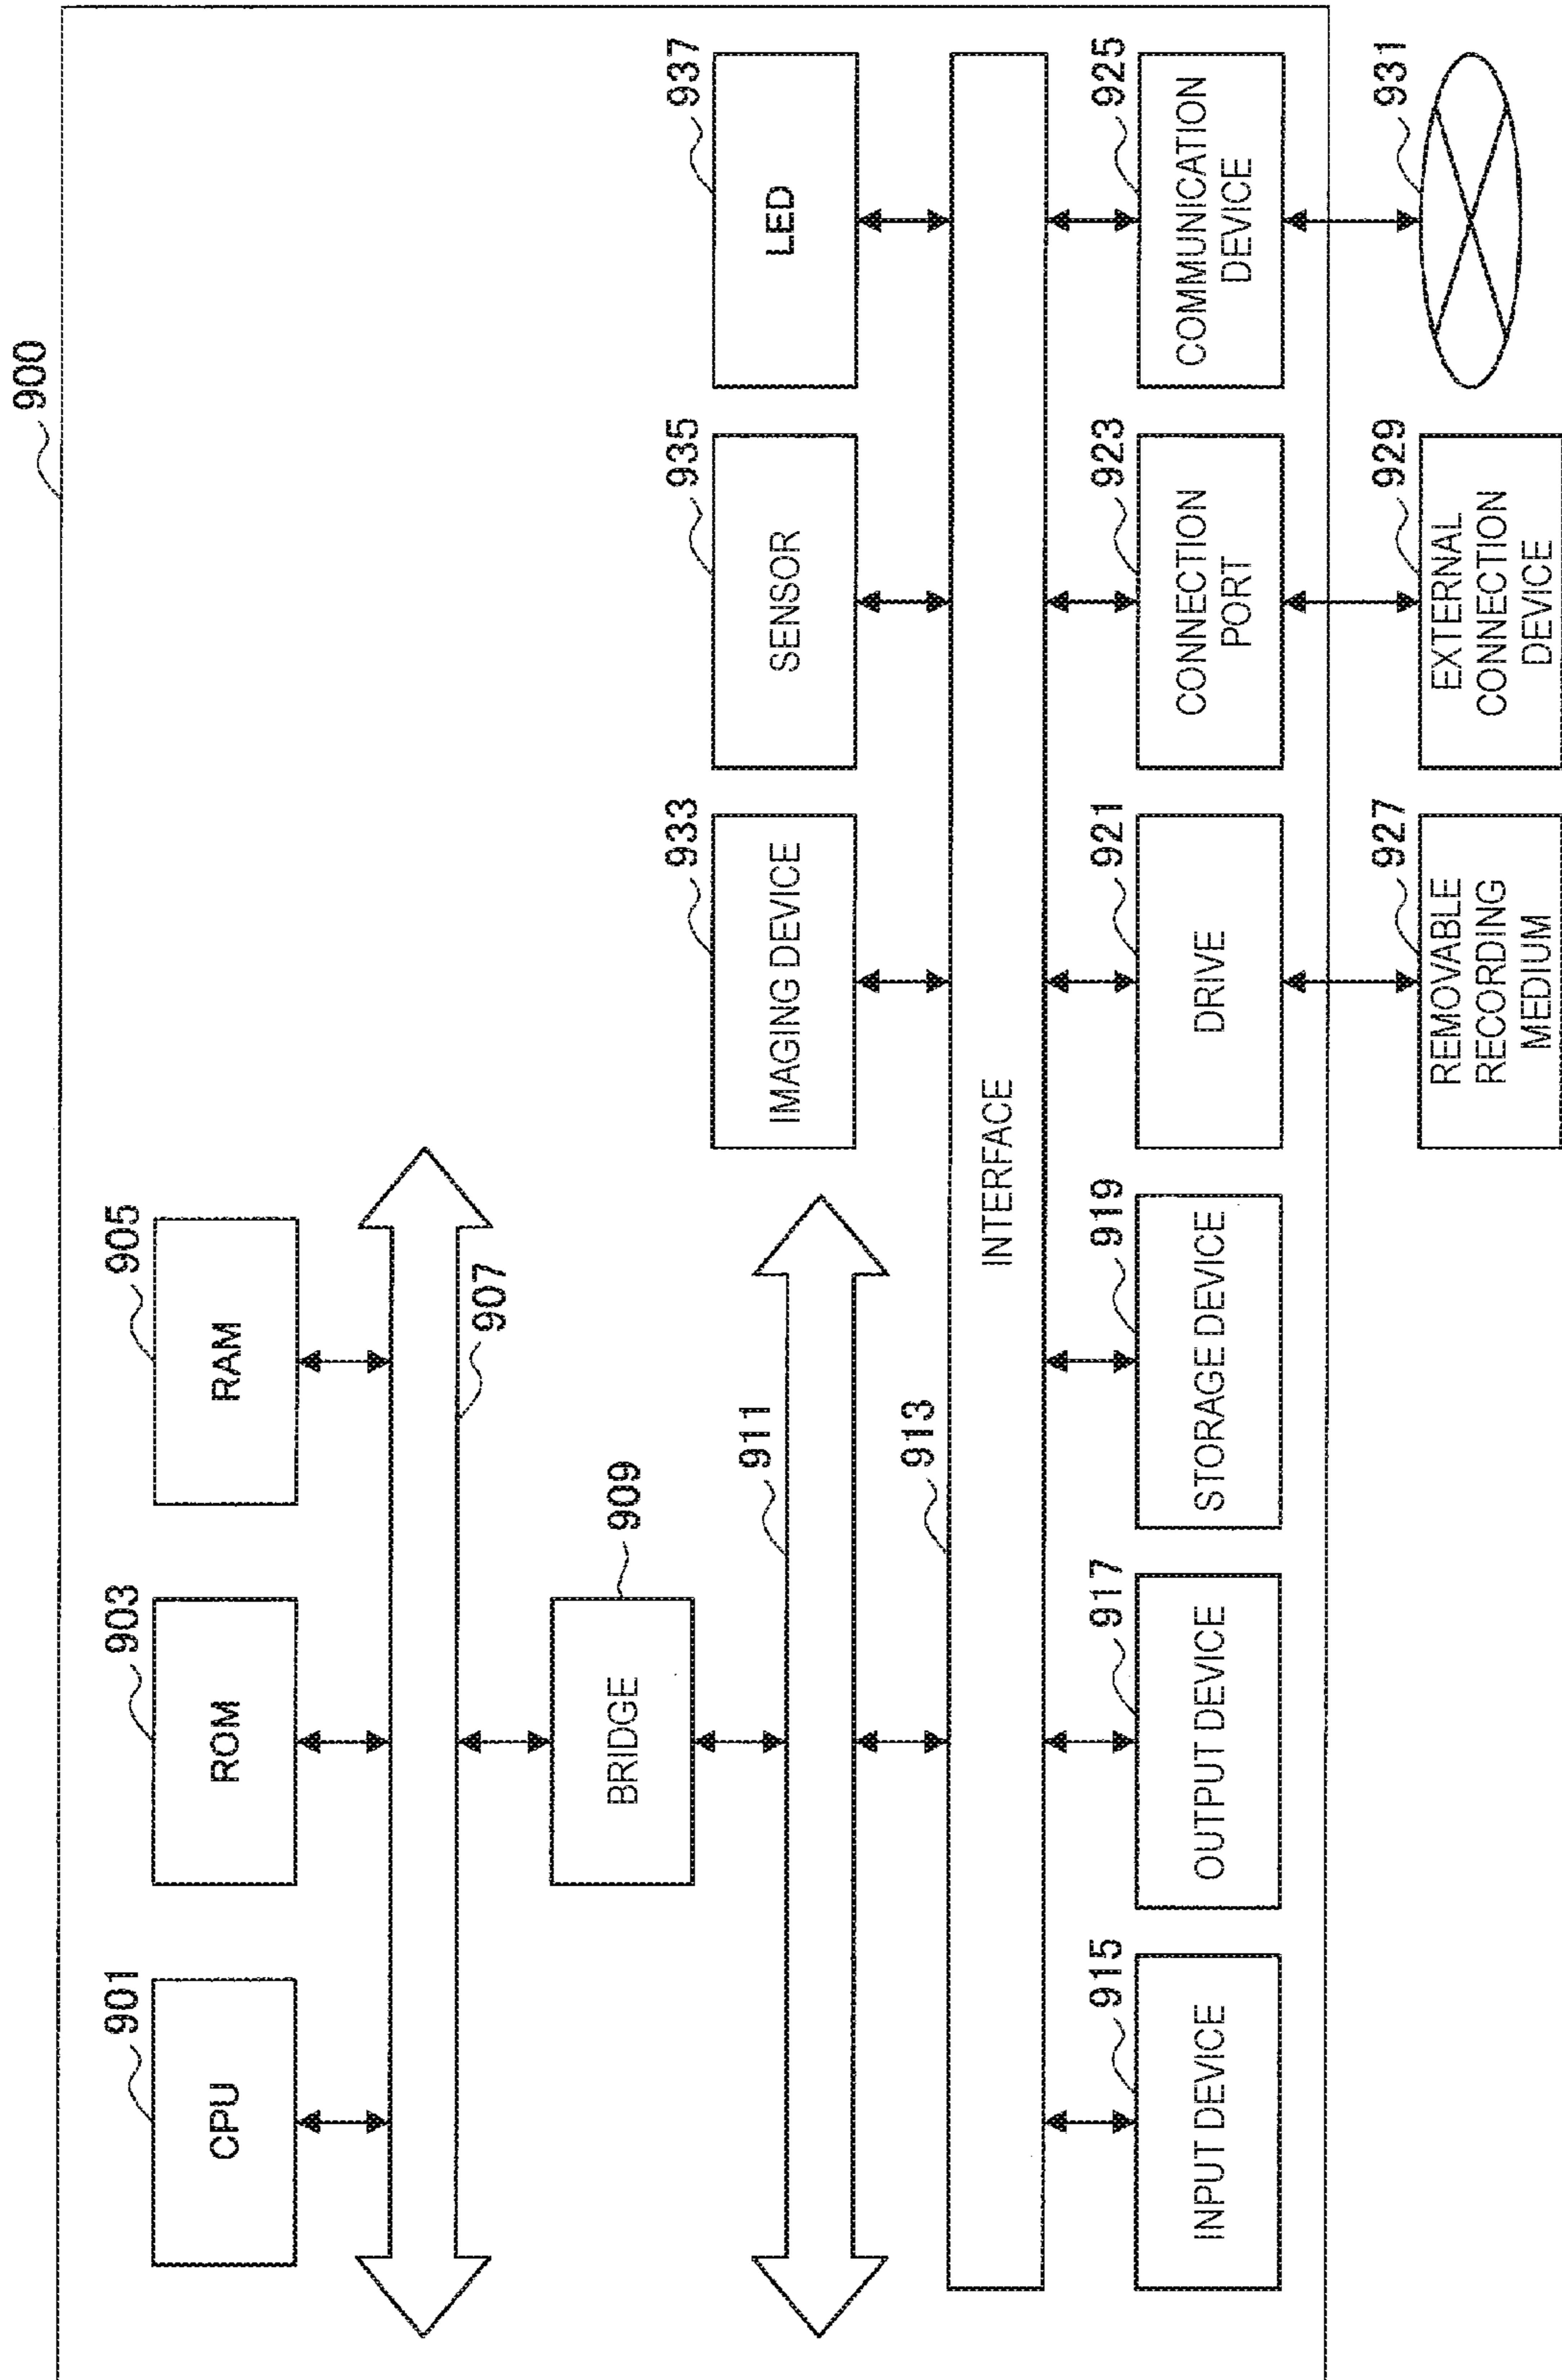 900
901
CPU
903
ROM
905
RAM
907
909
BRIDGE
911
933
IMAGING DEVICE
935
SENSOR
937
LED
913
INTERFACE
915
INPUT DEVICE
917
OUTPUT DEVICE
919
STORAGE DEVICE
921
DRIVE
923
CONNECTION
PORT
925
COMMUNICATION
DEVICE
927
REMOVABLE
RECORDING
MEDIUM
929
EXTERNAL
CONNECTION
DEVICE
931